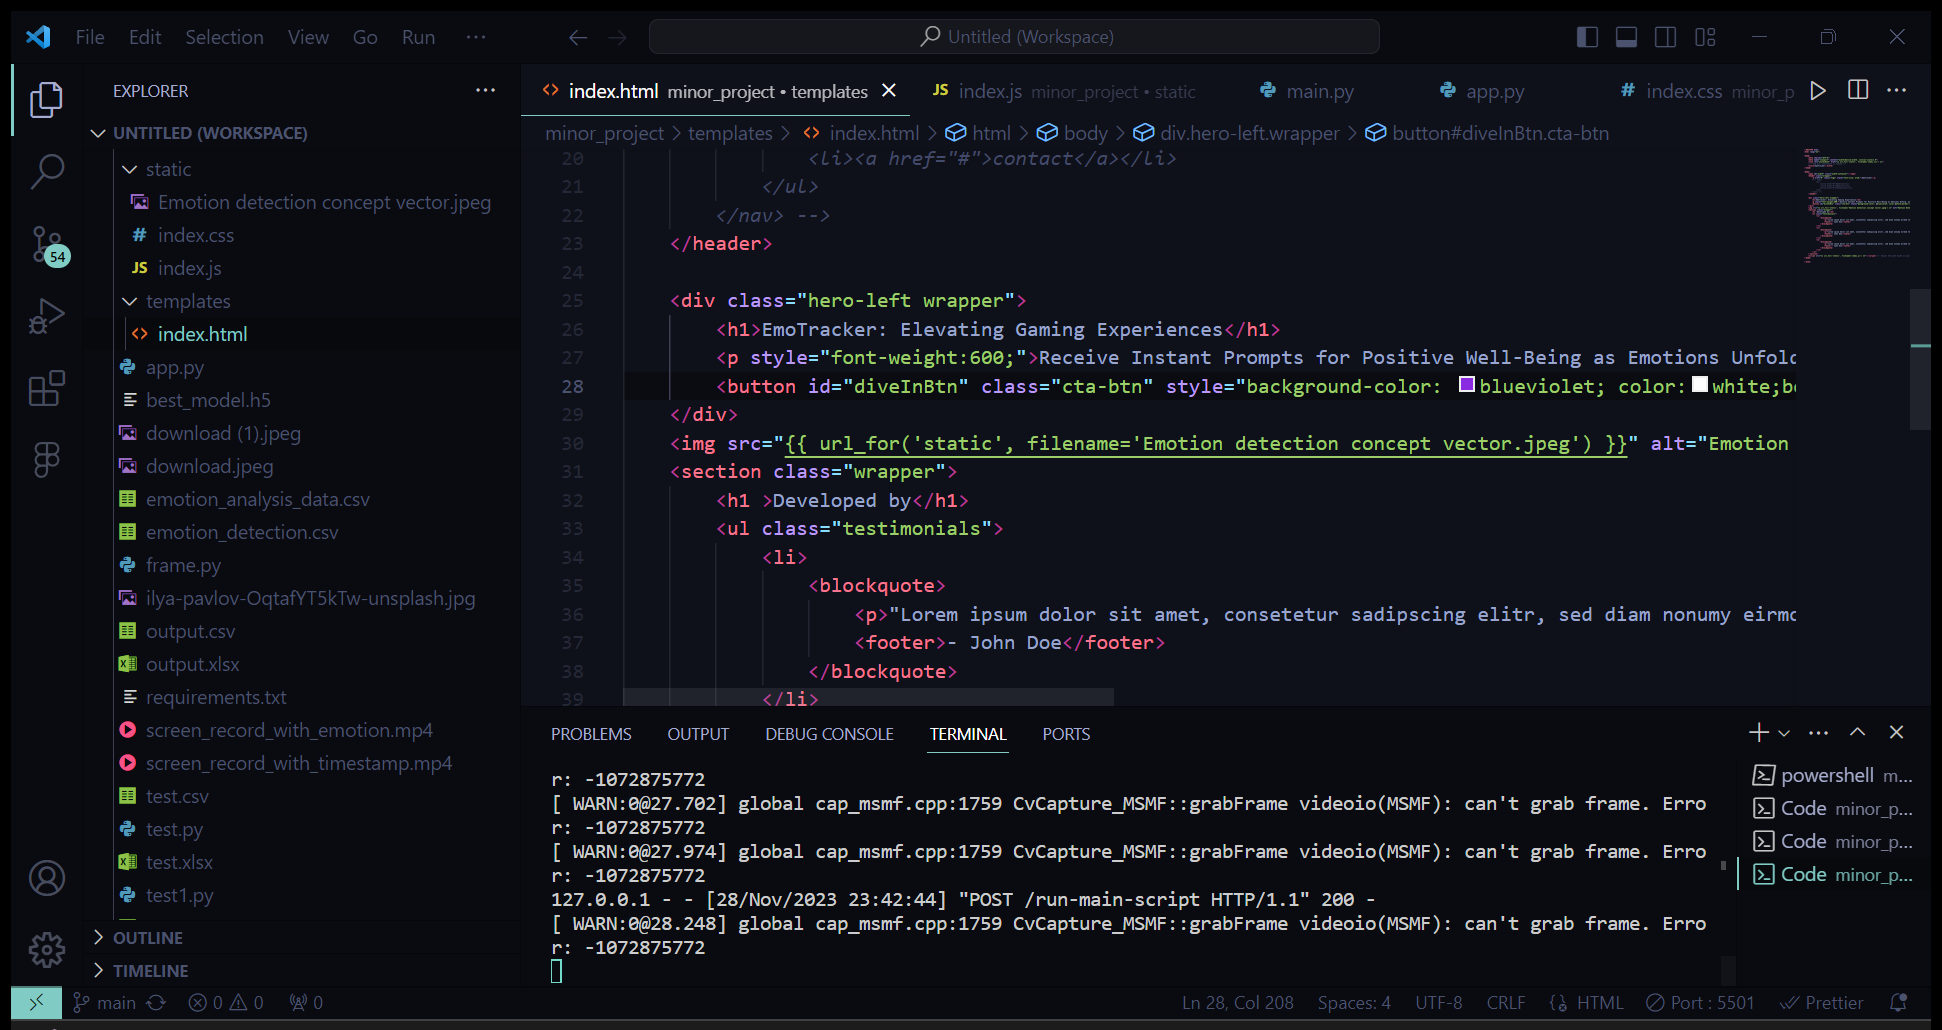 File Edit Selection View Go Run ···
Untitled (Workspace)
EXPLORER ···
UNTITLED (WORKSPACE)
static
Emotion detection concept vector.jpeg
# index.css
JS index.js
templates
<> index.html
app.py
best_model.h5
download (1).jpeg
download.jpeg
emotion_analysis_data.csv
emotion_detection.csv
frame.py
ilya-pavlov-OqtafYT5kTw-unsplash.jpg
output.csv
output.xlsx
requirements.txt
screen_record_with_emotion.mp4
screen_record_with_timestamp.mp4
test.csv
test.py
test.xlsx
test1.py
OUTLINE
TIMELINE
54
<> index.html minor_project • templates
JS index.js minor_project • static
main.py
app.py
# index.css minor_p
minor_project > templates > <> index.html > html > body > div.hero-left.wrapper > button#diveInBtn.cta-btn
20 <li><a href="#">contact</a></li>
21 </ul>
22 </nav> -->
23 </header>
24
25 <div class="hero-left wrapper">
26 <h1>EmoTracker: Elevating Gaming Experiences</h1>
27 <p style="font-weight:600;">Receive Instant Prompts for Positive Well-Being as Emotions Unfol
28 <button id="diveInBtn" class="cta-btn" style="background-color: blueviolet; color: white;bo
29 </div>
30 <img src="{{ url_for('static', filename='Emotion detection concept vector.jpeg') }}" alt="Emotion
31 <section class="wrapper">
32 <h1 >Developed by</h1>
33 <ul class="testimonials">
34 <li>
35 <blockquote>
36 <p>"Lorem ipsum dolor sit amet, consetetur sadipscing elitr, sed diam nonumy eirmo
37 <footer>- John Doe</footer>
38 </blockquote>
39 </li>
PROBLEMS OUTPUT DEBUG CONSOLE TERMINAL PORTS
r: -1072875772
[ WARN:0@27.702] global cap_msmf.cpp:1759 CvCapture_MSMF::grabFrame videoio(MSMF): can't grab frame. Erro
r: -1072875772
[ WARN:0@27.974] global cap_msmf.cpp:1759 CvCapture_MSMF::grabFrame videoio(MSMF): can't grab frame. Erro
r: -1072875772
127.0.0.1 - - [28/Nov/2023 23:42:44] "POST /run-main-script HTTP/1.1" 200 -
[ WARN:0@28.248] global cap_msmf.cpp:1759 CvCapture_MSMF::grabFrame videoio(MSMF): can't grab frame. Erro
r: -1072875772
powershell m...
Code minor_p...
Code minor_p...
Code minor_p...
main 0 0 0
Ln 28, Col 208 Spaces: 4 UTF-8 CRLF HTML Port : 5501 Prettier